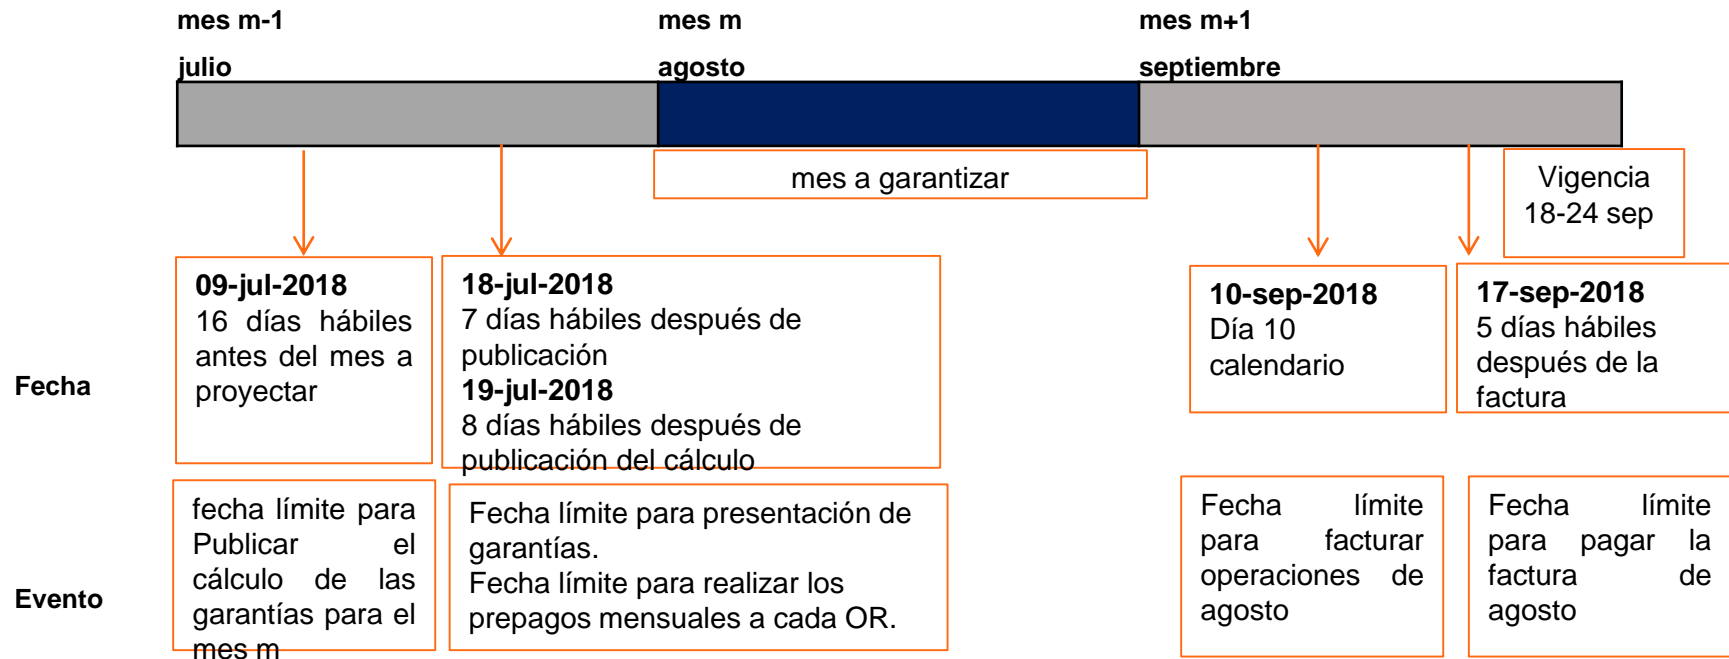 mes m-1
julio
mes m
agosto
mes m+1
septiembre
mes a garantizar
Vigencia
18-24 sep
Fecha
09-jul-2018
16 días hábiles
antes del mes a
proyectar
18-jul-2018
7 días hábiles después de
publicación
19-jul-2018
8 días hábiles después de
publicación del cálculo
10-sep-2018
Día 10
calendario
17-sep-2018
5 días hábiles
después de la
factura
Evento
fecha límite para
Publicar el
cálculo de las
garantías para el
mes m
Fecha límite para presentación de
garantías.
Fecha límite para realizar los
prepagos mensuales a cada OR.
Fecha límite
para facturar
operaciones de
agosto
Fecha límite
para pagar la
factura de
agosto